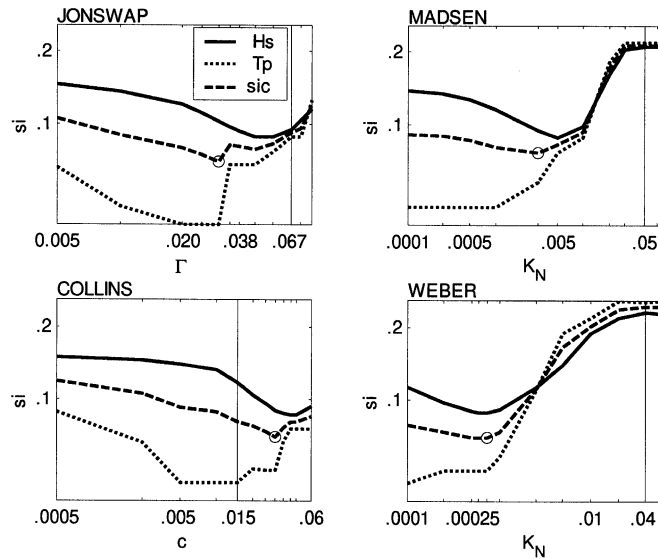 JONSWAP
Hs
Tp
sic
.2
.1
si
0.005
.020
.038
.067
Γ
MADSEN
.2
.1
si
.0001
.0005
.005
.05
K_N
COLLINS
.2
.1
si
.0005
.005
.015
.06
c
WEBER
.2
.1
si
.0001
.00025
.01
.04
K_N